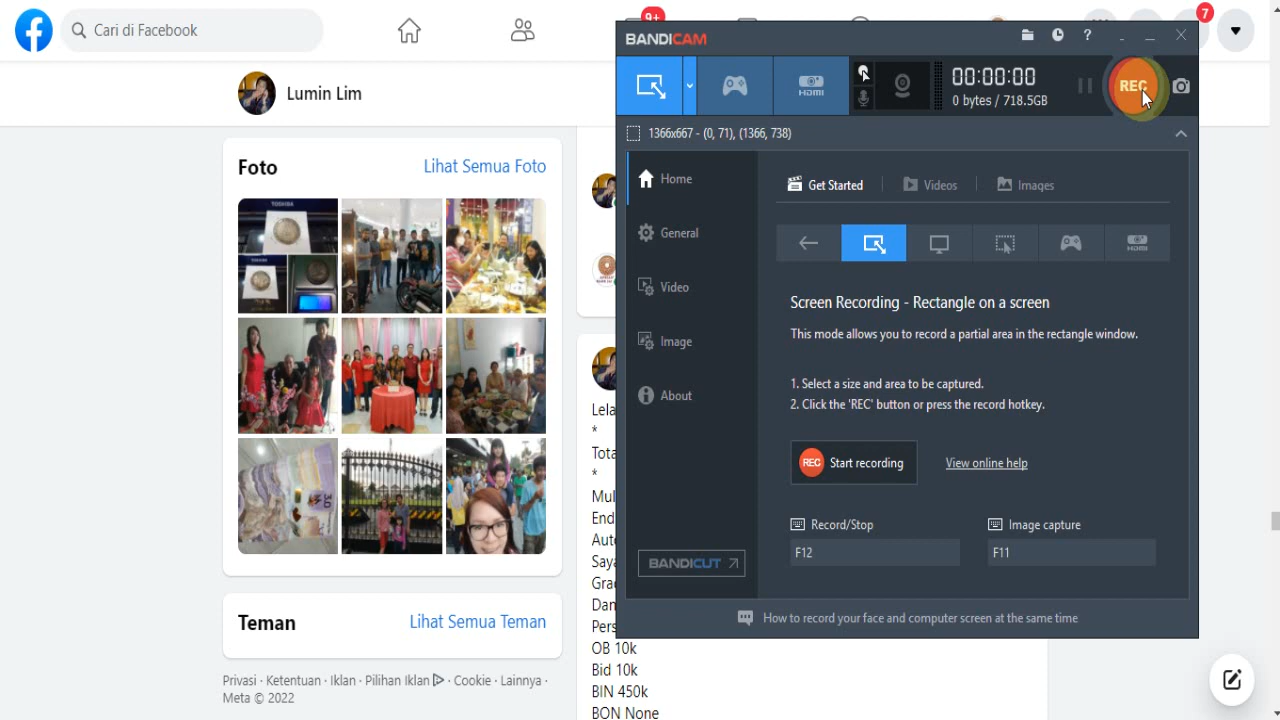 Cari di Facebook
9+
7
Lumin Lim
Foto
Lihat Semua Foto
TOSHIBA
TOSHIBA
Teman
Lihat Semua Teman
Privasi · Ketentuan · Iklan · Pilihan Iklan · Cookie · Lainnya ·
Meta © 2022
Lela
*
Tota
*
Mul
End
Auto
Saya
Grad
Dan
Pers
OB 10k
Bid 10k
BIN 450k
BON None
BANDICAM
HDMI
00:00:00
0 bytes / 718.5GB
REC
1366x667 - (0, 71), (1366, 738)
Home
General
Video
Image
About
BANDICUT
Get Started
Videos
Images
HDMI
Screen Recording - Rectangle on a screen
This mode allows you to record a partial area in the rectangle window.
1. Select a size and area to be captured.
2. Click the 'REC' button or press the record hotkey.
REC Start recording
View online help
Record/Stop
Image capture
F12
F11
How to record your face and computer screen at the same time